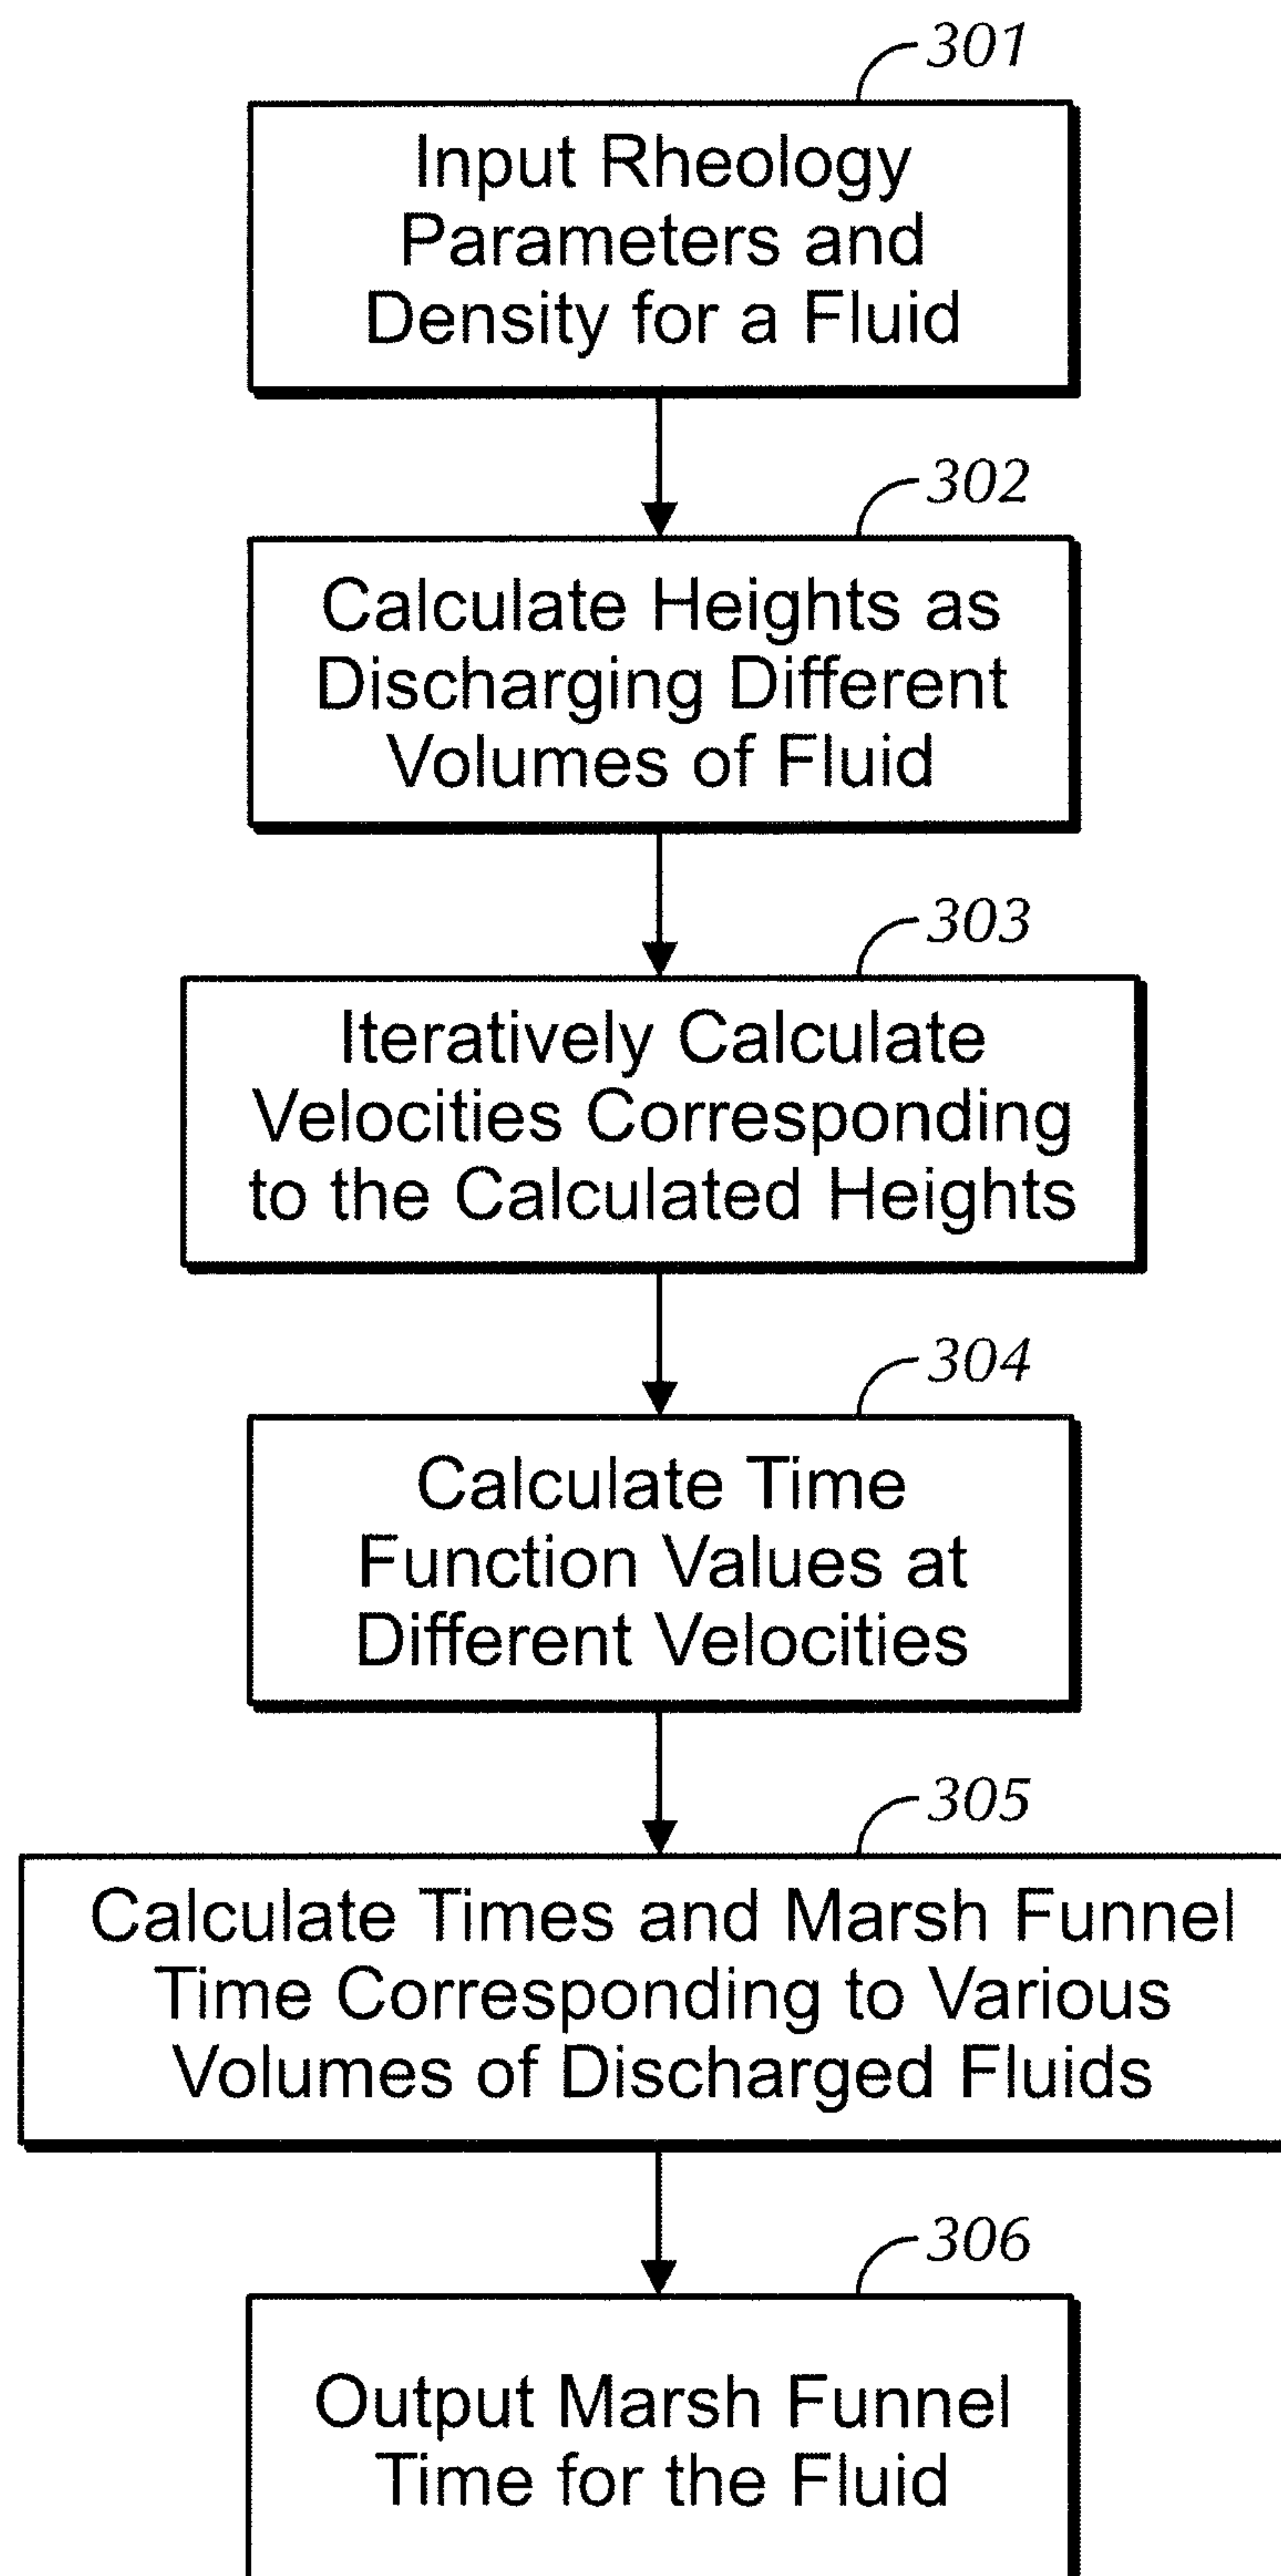 301
Input Rheology
Parameters and
Density for a Fluid
302
Calculate Heights as
Discharging Different
Volumes of Fluid
303
Iteratively Calculate
Velocities Corresponding
to the Calculated Heights
304
Calculate Time
Function Values at
Different Velocities
305
Calculate Times and Marsh Funnel
Time Corresponding to Various
Volumes of Discharged Fluids
306
Output Marsh Funnel
Time for the Fluid